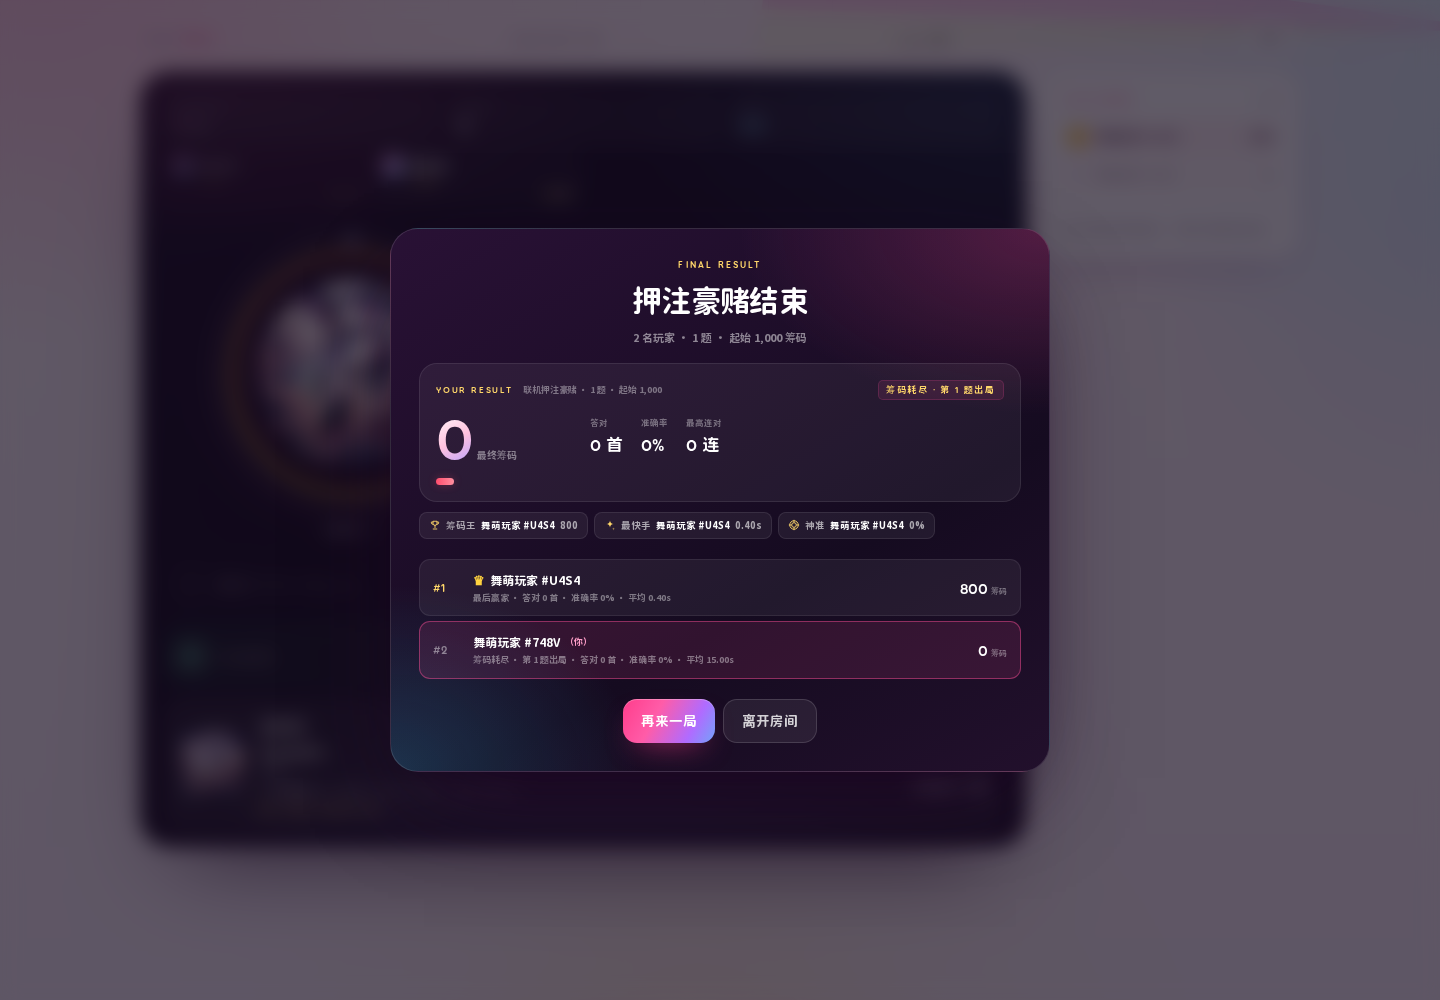 FINAL RESULT
押注豪赌结束
2 名玩家 · 1 题 · 起始 1,000 筹码
YOUR RESULT 联机押注豪赌 · 1 题 · 起始 1,000
筹码耗尽 · 第 1 题出局
0 最终筹码
答对 准确率 最高连对
0 首 0% 0 连
筹码王 舞萌玩家 #U4S4 800
最快手 舞萌玩家 #U4S4 0.40s
神准 舞萌玩家 #U4S4 0%
#1 舞萌玩家 #U4S4
最后赢家 · 答对 0 首 · 准确率 0% · 平均 0.40s
800 筹码
#2 舞萌玩家 #748V （你）
筹码耗尽 · 第 1 题出局 · 答对 0 首 · 准确率 0% · 平均 15.00s
0 筹码
再来一局 离开房间